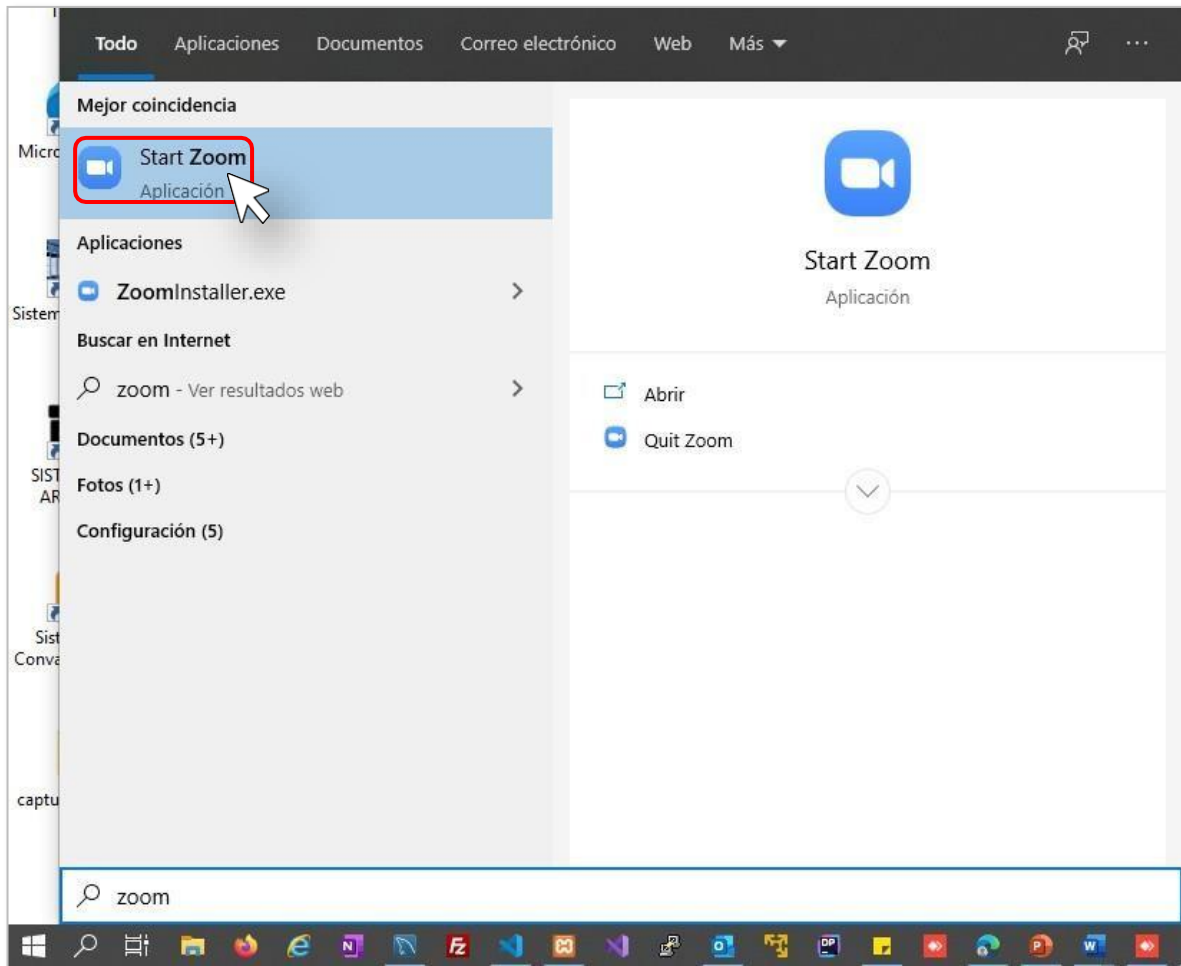 Todo Aplicaciones Documentos Correo electrónico Web Más
Mejor coincidencia
Start Zoom
Aplicación
Aplicaciones
ZoomInstaller.exe
Buscar en Internet
zoom - Ver resultados web
Documentos (5+)
Fotos (1+)
Configuración (5)
Start Zoom
Aplicación
Abrir
Quit Zoom
Micro
Sistem
SIST
AR
Sist
Conva
captu
zoom